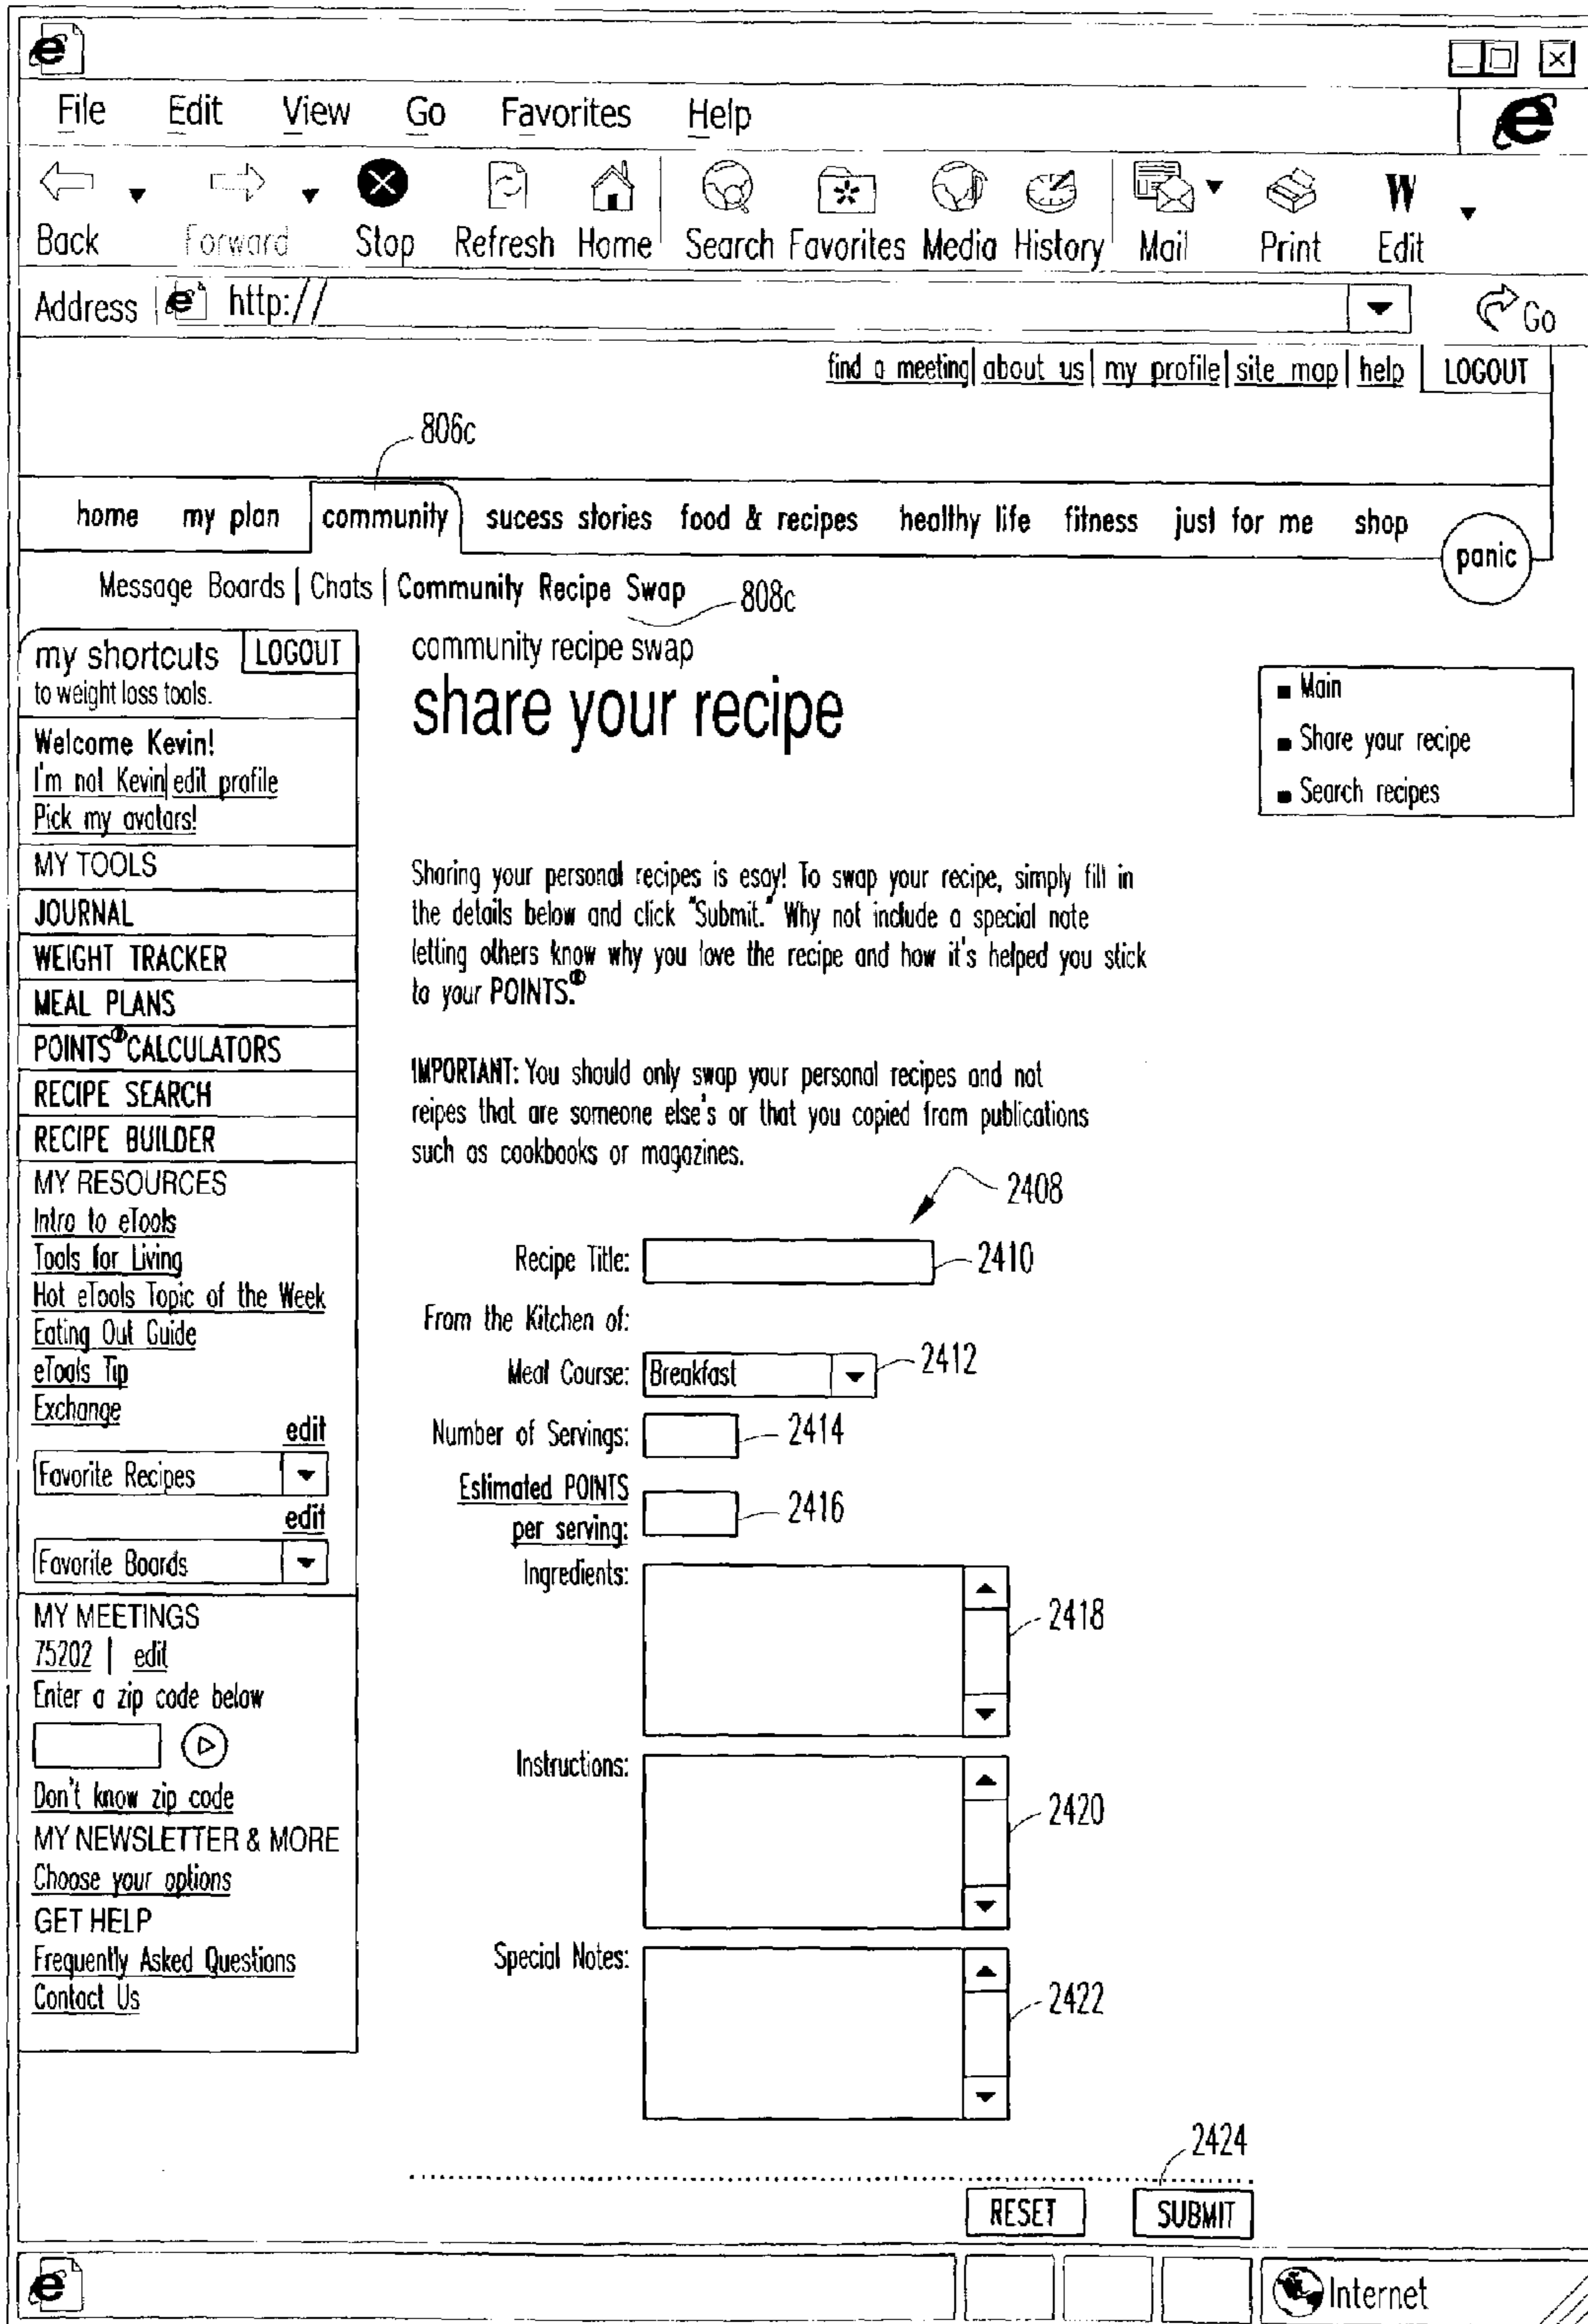 File Edit View Go Favorites Help
Back Forward Stop Refresh Home Search Favorites Media History Mail Print Edit
Address http:// Go
find a meeting | about us | my profile | site map | help LOGOUT
806c
home my plan community sucess stories food & recipes healthy life fitness just for me shop
panic
Message Boards | Chats | Community Recipe Swap 808c
my shortcuts LOGOUT
to weight loss tools.
Welcome Kevin!
I'm not Kevin | edit profile
Pick my avatars!
MY TOOLS
JOURNAL
WEIGHT TRACKER
MEAL PLANS
POINTS® CALCULATORS
RECIPE SEARCH
RECIPE BUILDER
MY RESOURCES
Intro to eTools
Tools for Living
Hot eTools Topic of the Week
Eating Out Guide
eTools Tip
Exchange
edit
Favorite Recipes
edit
Favorite Boards
MY MEETINGS
75202 | edit
Enter a zip code below
Don't know zip code
MY NEWSLETTER & MORE
Choose your options
GET HELP
Frequently Asked Questions
Contact Us
community recipe swap
share your recipe
■ Main
■ Share your recipe
■ Search recipes
Sharing your personal recipes is esay! To swap your recipe, simply fill in
the details below and click "Submit." Why not include a special note
letting others know why you love the recipe and how it's helped you stick
to your POINTS.®
IMPORTANT: You should only swap your personal recipes and not
reipes that are someone else's or that you copied from publications
such as cookbooks or magazines.
2408
Recipe Title: 2410
From the Kitchen of:
Meal Course: Breakfast 2412
Number of Servings: 2414
Estimated POINTS
per serving: 2416
Ingredients: 2418
Instructions: 2420
Special Notes: 2422
2424
RESET SUBMIT
Internet